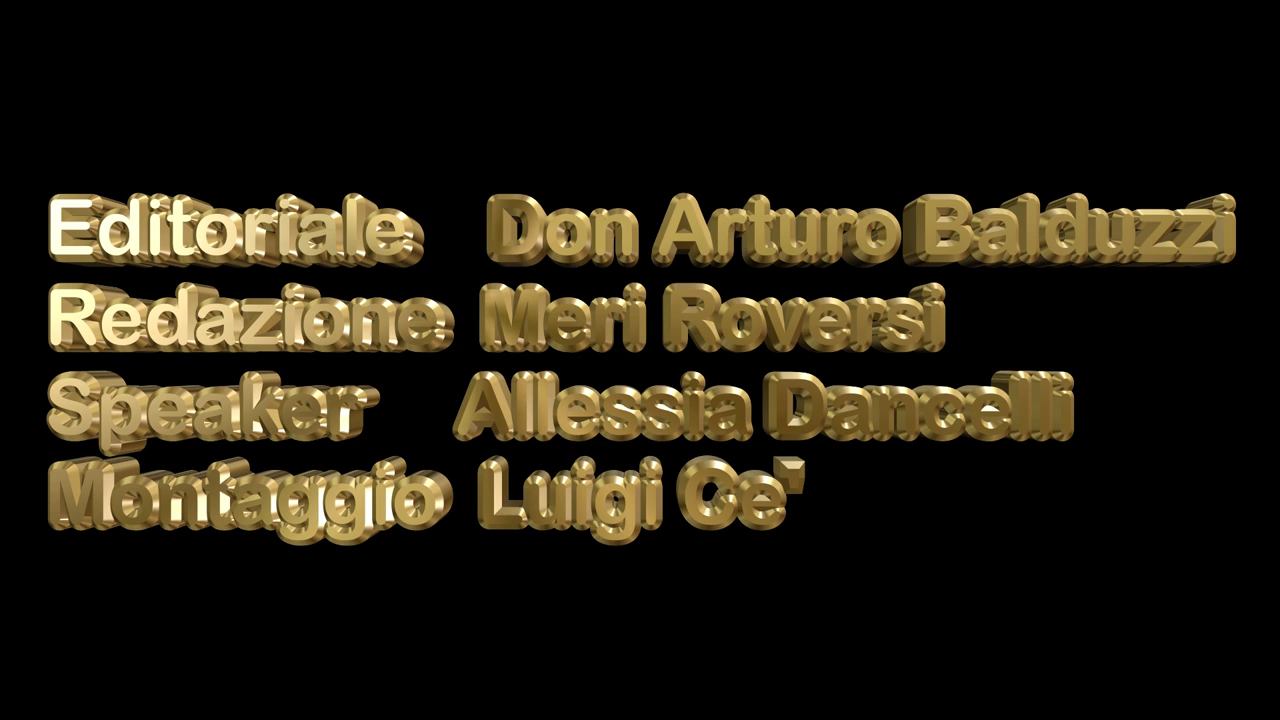 Editoriale Don Arturo Balduzzi
Redazione Meri Roversi
Speaker Allessia Dancelli
Montaggio Luigi Ce'